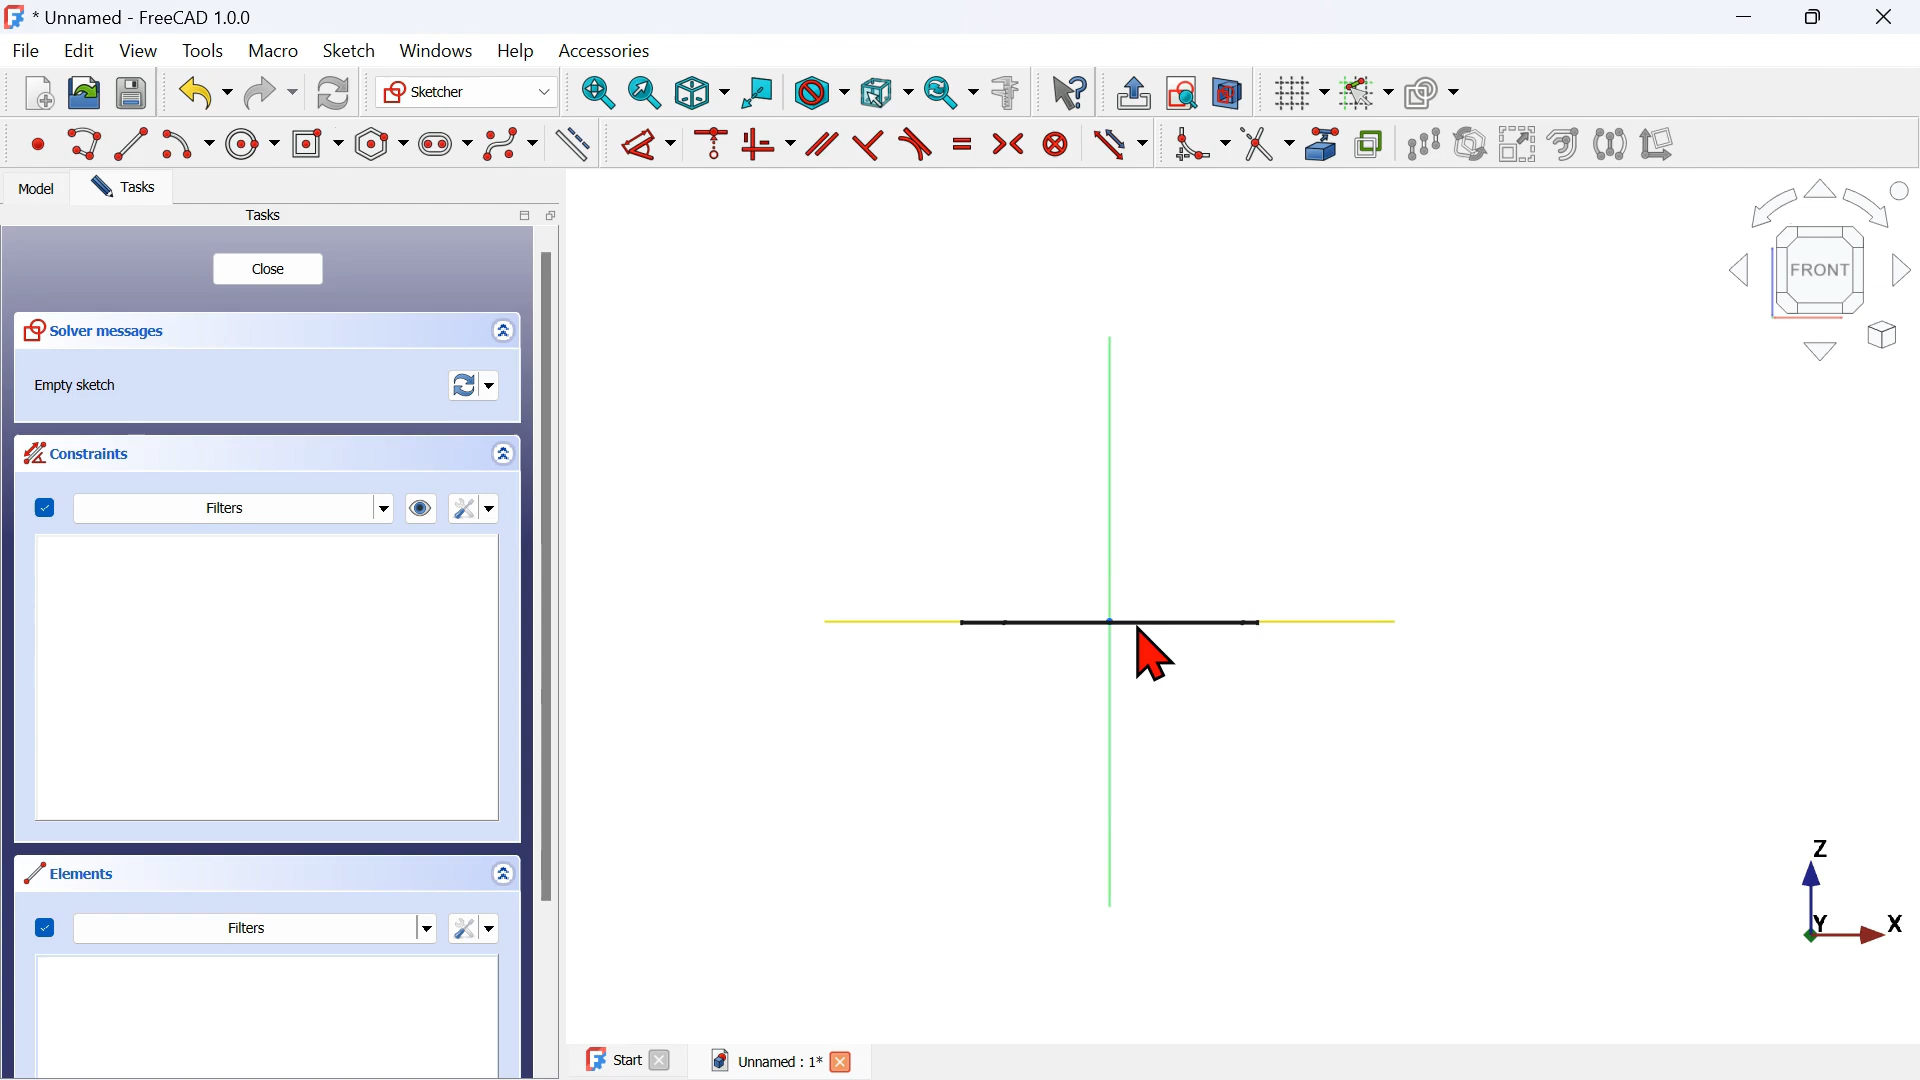 * Unnamed - FreeCAD 1.0.0
File Edit View Tools Macro Sketch Windows Help Accessories
Sketcher
Model Tasks
Tasks
Close
Solver messages
Empty sketch
Constraints
Filters
Elements
Filters
FRONT
Z
Y
X
Start Unnamed : 1*